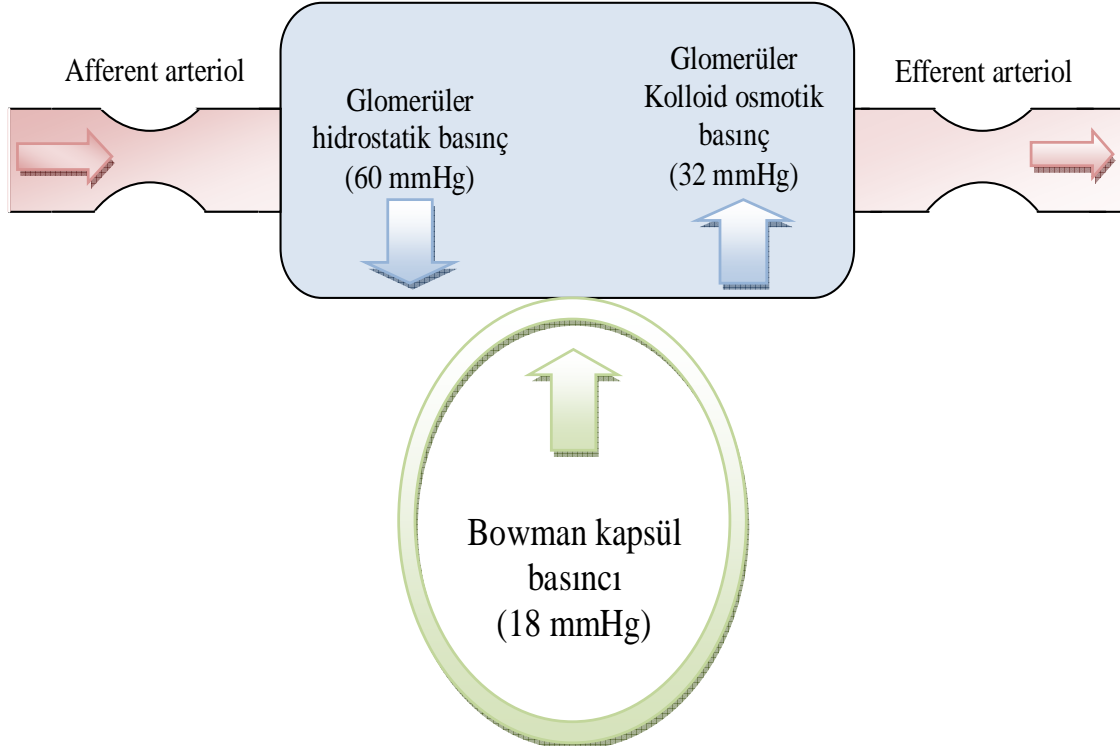 Afferent arteriol
Glomerüler
hidrostatik basınç
(60 mmHg)
Glomerüler
Kolloid osmotik
basınç
(32 mmHg)
Efferent arteriol
Bowman kapsül
basıncı
(18 mmHg)